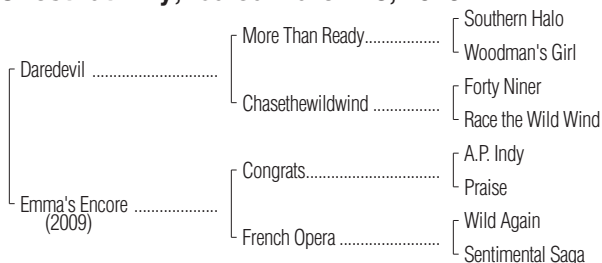 Southern Halo
More Than Ready..................
Woodman's Girl
Daredevil ..............................
Forty Niner
Chasethewildwind ................
Race the Wild Wind
A.P. Indy
Congrats................................
Praise
Emma's Encore ....................
(2009)
Wild Again
French Opera ........................
Sentimental Saga